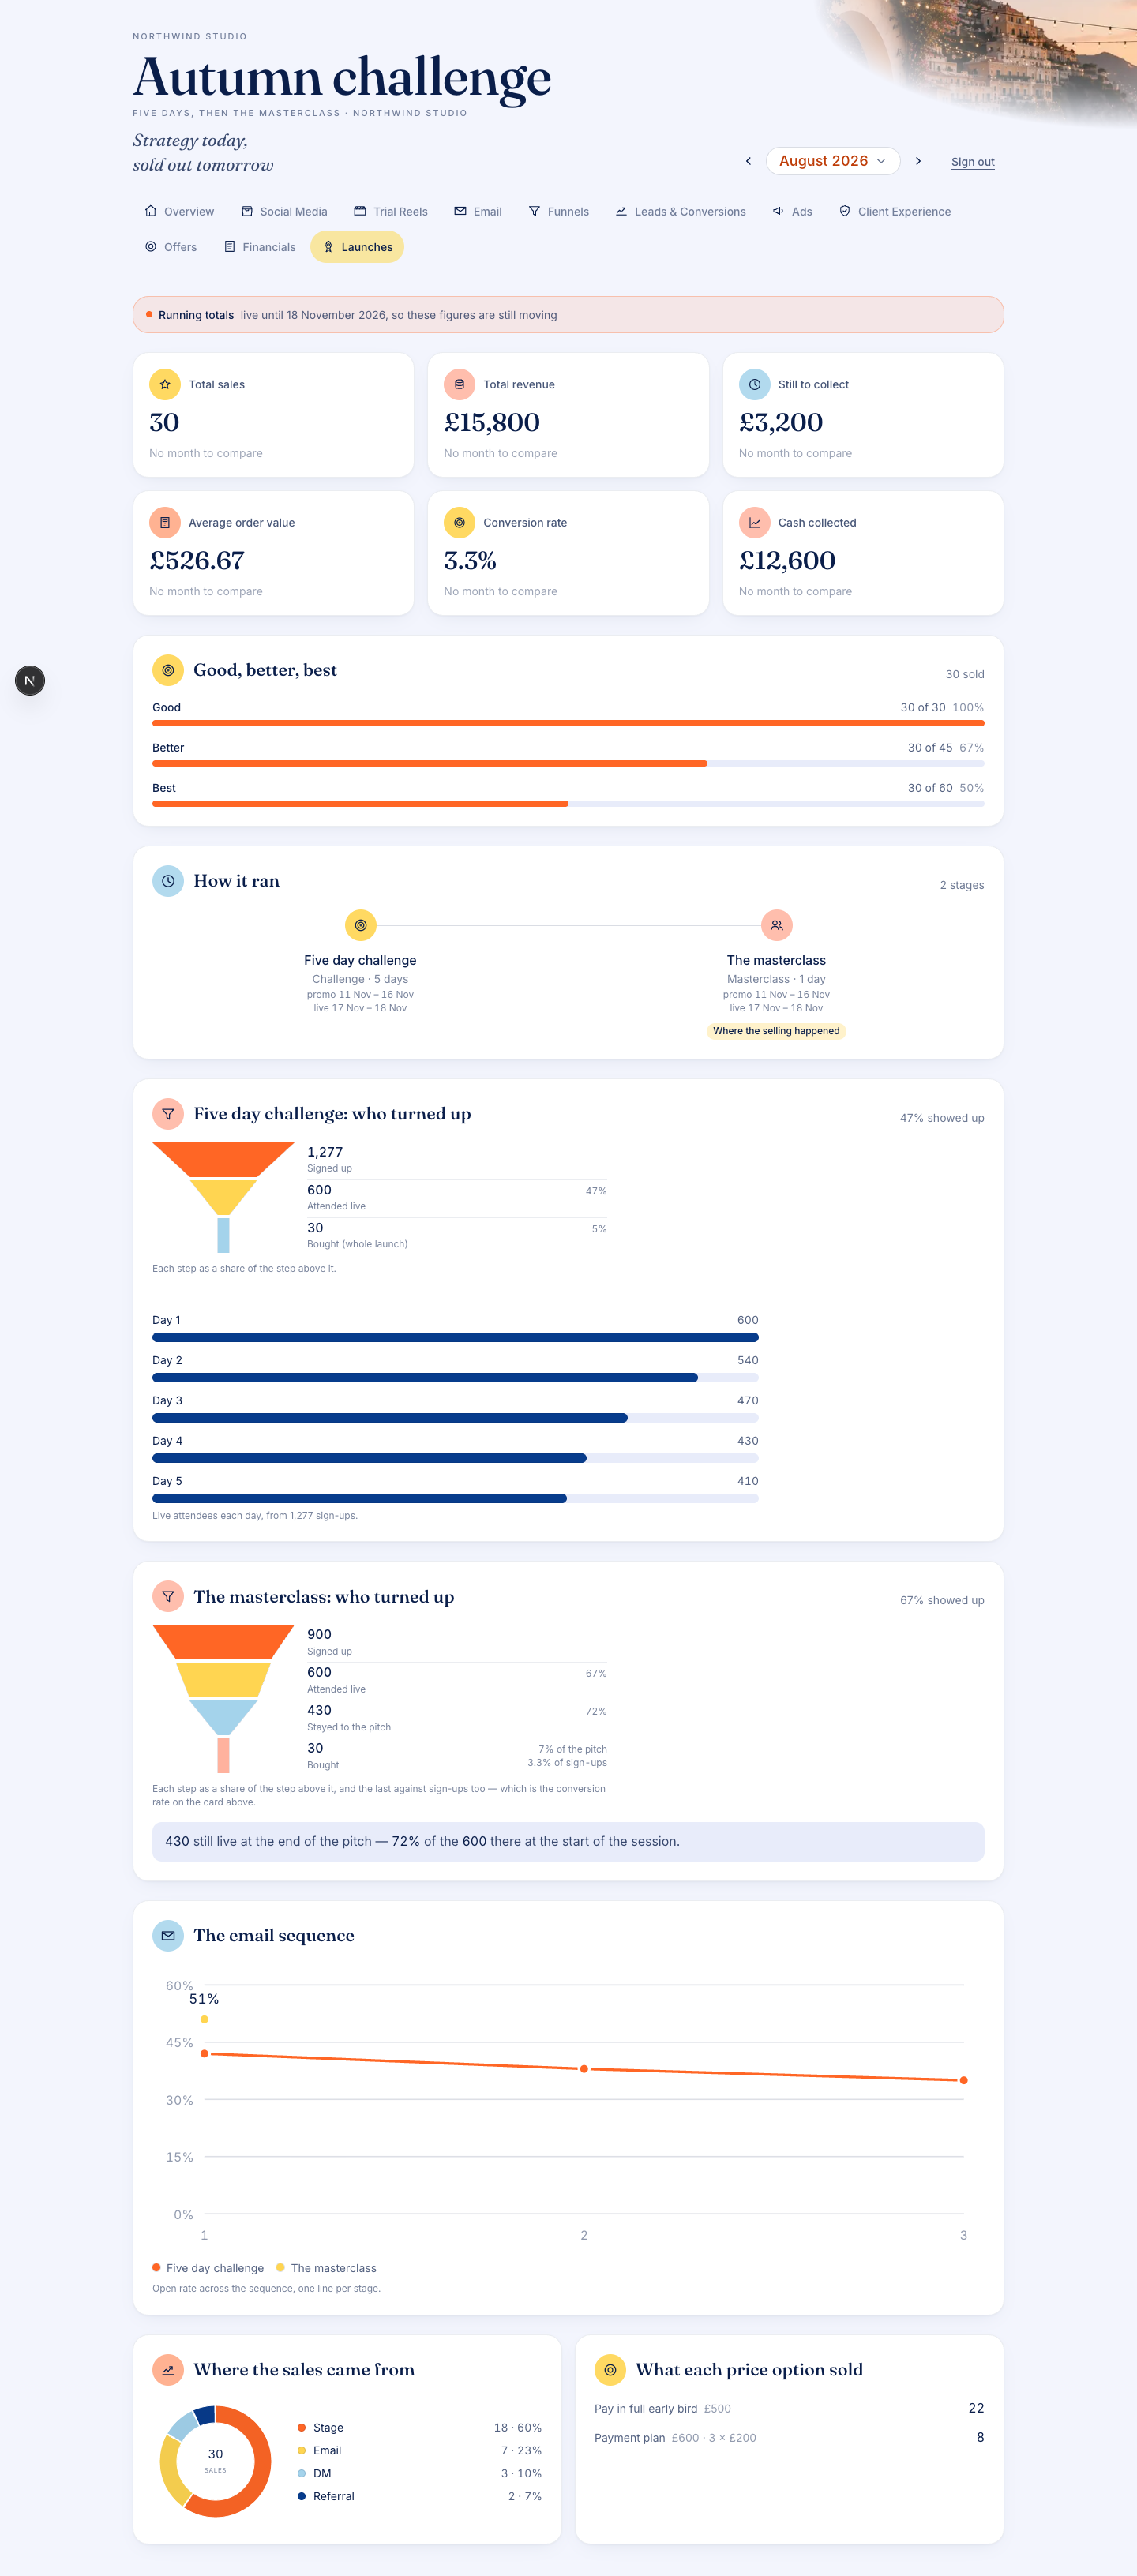 NORTHWIND STUDIO
Autumn challenge
FIVE DAYS, THEN THE MASTERCLASS · NORTHWIND STUDIO
Strategy today,
sold out tomorrow
August 2026
Sign out
Overview
Social Media
Trial Reels
Email
Funnels
Leads & Conversions
Ads
Client Experience
Offers
Financials
Launches
Running totals live until 18 November 2026, so these figures are still moving
Total sales
30
No month to compare
Total revenue
£15,800
No month to compare
Still to collect
£3,200
No month to compare
Average order value
£526.67
No month to compare
Conversion rate
3.3%
No month to compare
Cash collected
£12,600
No month to compare
N
Good, better, best
30 sold
Good
30 of 30 100%
Better
30 of 45 67%
Best
30 of 60 50%
How it ran
2 stages
Five day challenge
Challenge · 5 days
promo 11 Nov – 16 Nov
live 17 Nov – 18 Nov
The masterclass
Masterclass · 1 day
promo 11 Nov – 16 Nov
live 17 Nov – 18 Nov
Where the selling happened
Five day challenge: who turned up
47% showed up
1,277
Signed up
600
47%
Attended live
30
5%
Bought (whole launch)
Each step as a share of the step above it.
Day 1
600
Day 2
540
Day 3
470
Day 4
430
Day 5
410
Live attendees each day, from 1,277 sign-ups.
The masterclass: who turned up
67% showed up
900
Signed up
600
67%
Attended live
430
72%
Stayed to the pitch
30
7% of the pitch
Bought
3.3% of sign-ups
Each step as a share of the step above it, and the last against sign-ups too — which is the conversion
rate on the card above.
430 still live at the end of the pitch — 72% of the 600 there at the start of the session.
The email sequence
60%
51%
45%
30%
15%
0%
1
2
3
Five day challenge
The masterclass
Open rate across the sequence, one line per stage.
Where the sales came from
30
SALES
Stage
18 · 60%
Email
7 · 23%
DM
3 · 10%
Referral
2 · 7%
What each price option sold
Pay in full early bird £500
22
Payment plan £600 · 3 × £200
8